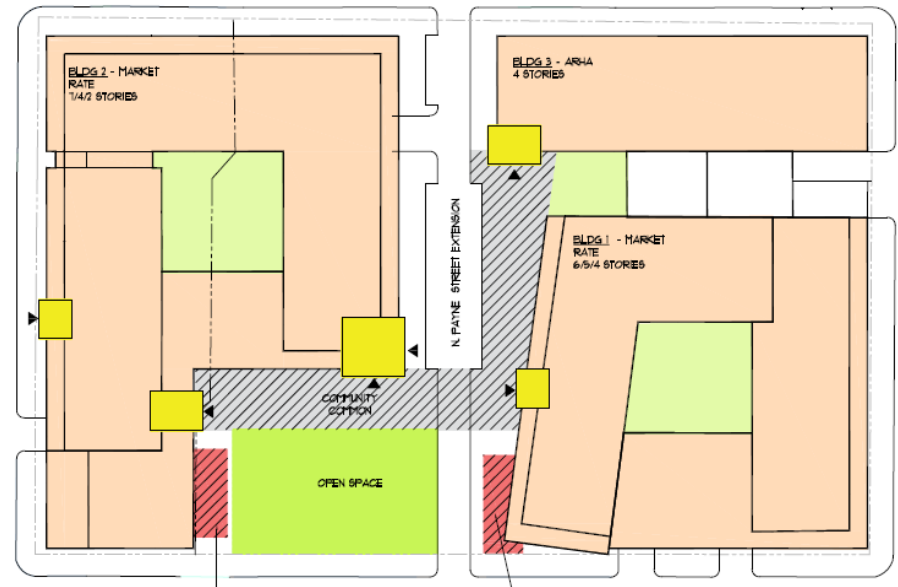 BLDG 2 - MARKET
RATE
7/4/2 STORIES
BLDG 3 - ARHA
4 STORIES
N. PAYNE STREET EXTENSION
BLDG 1 - MARKET
RATE
6/5/4 STORIES
COMMUNITY
COMMON
OPEN SPACE